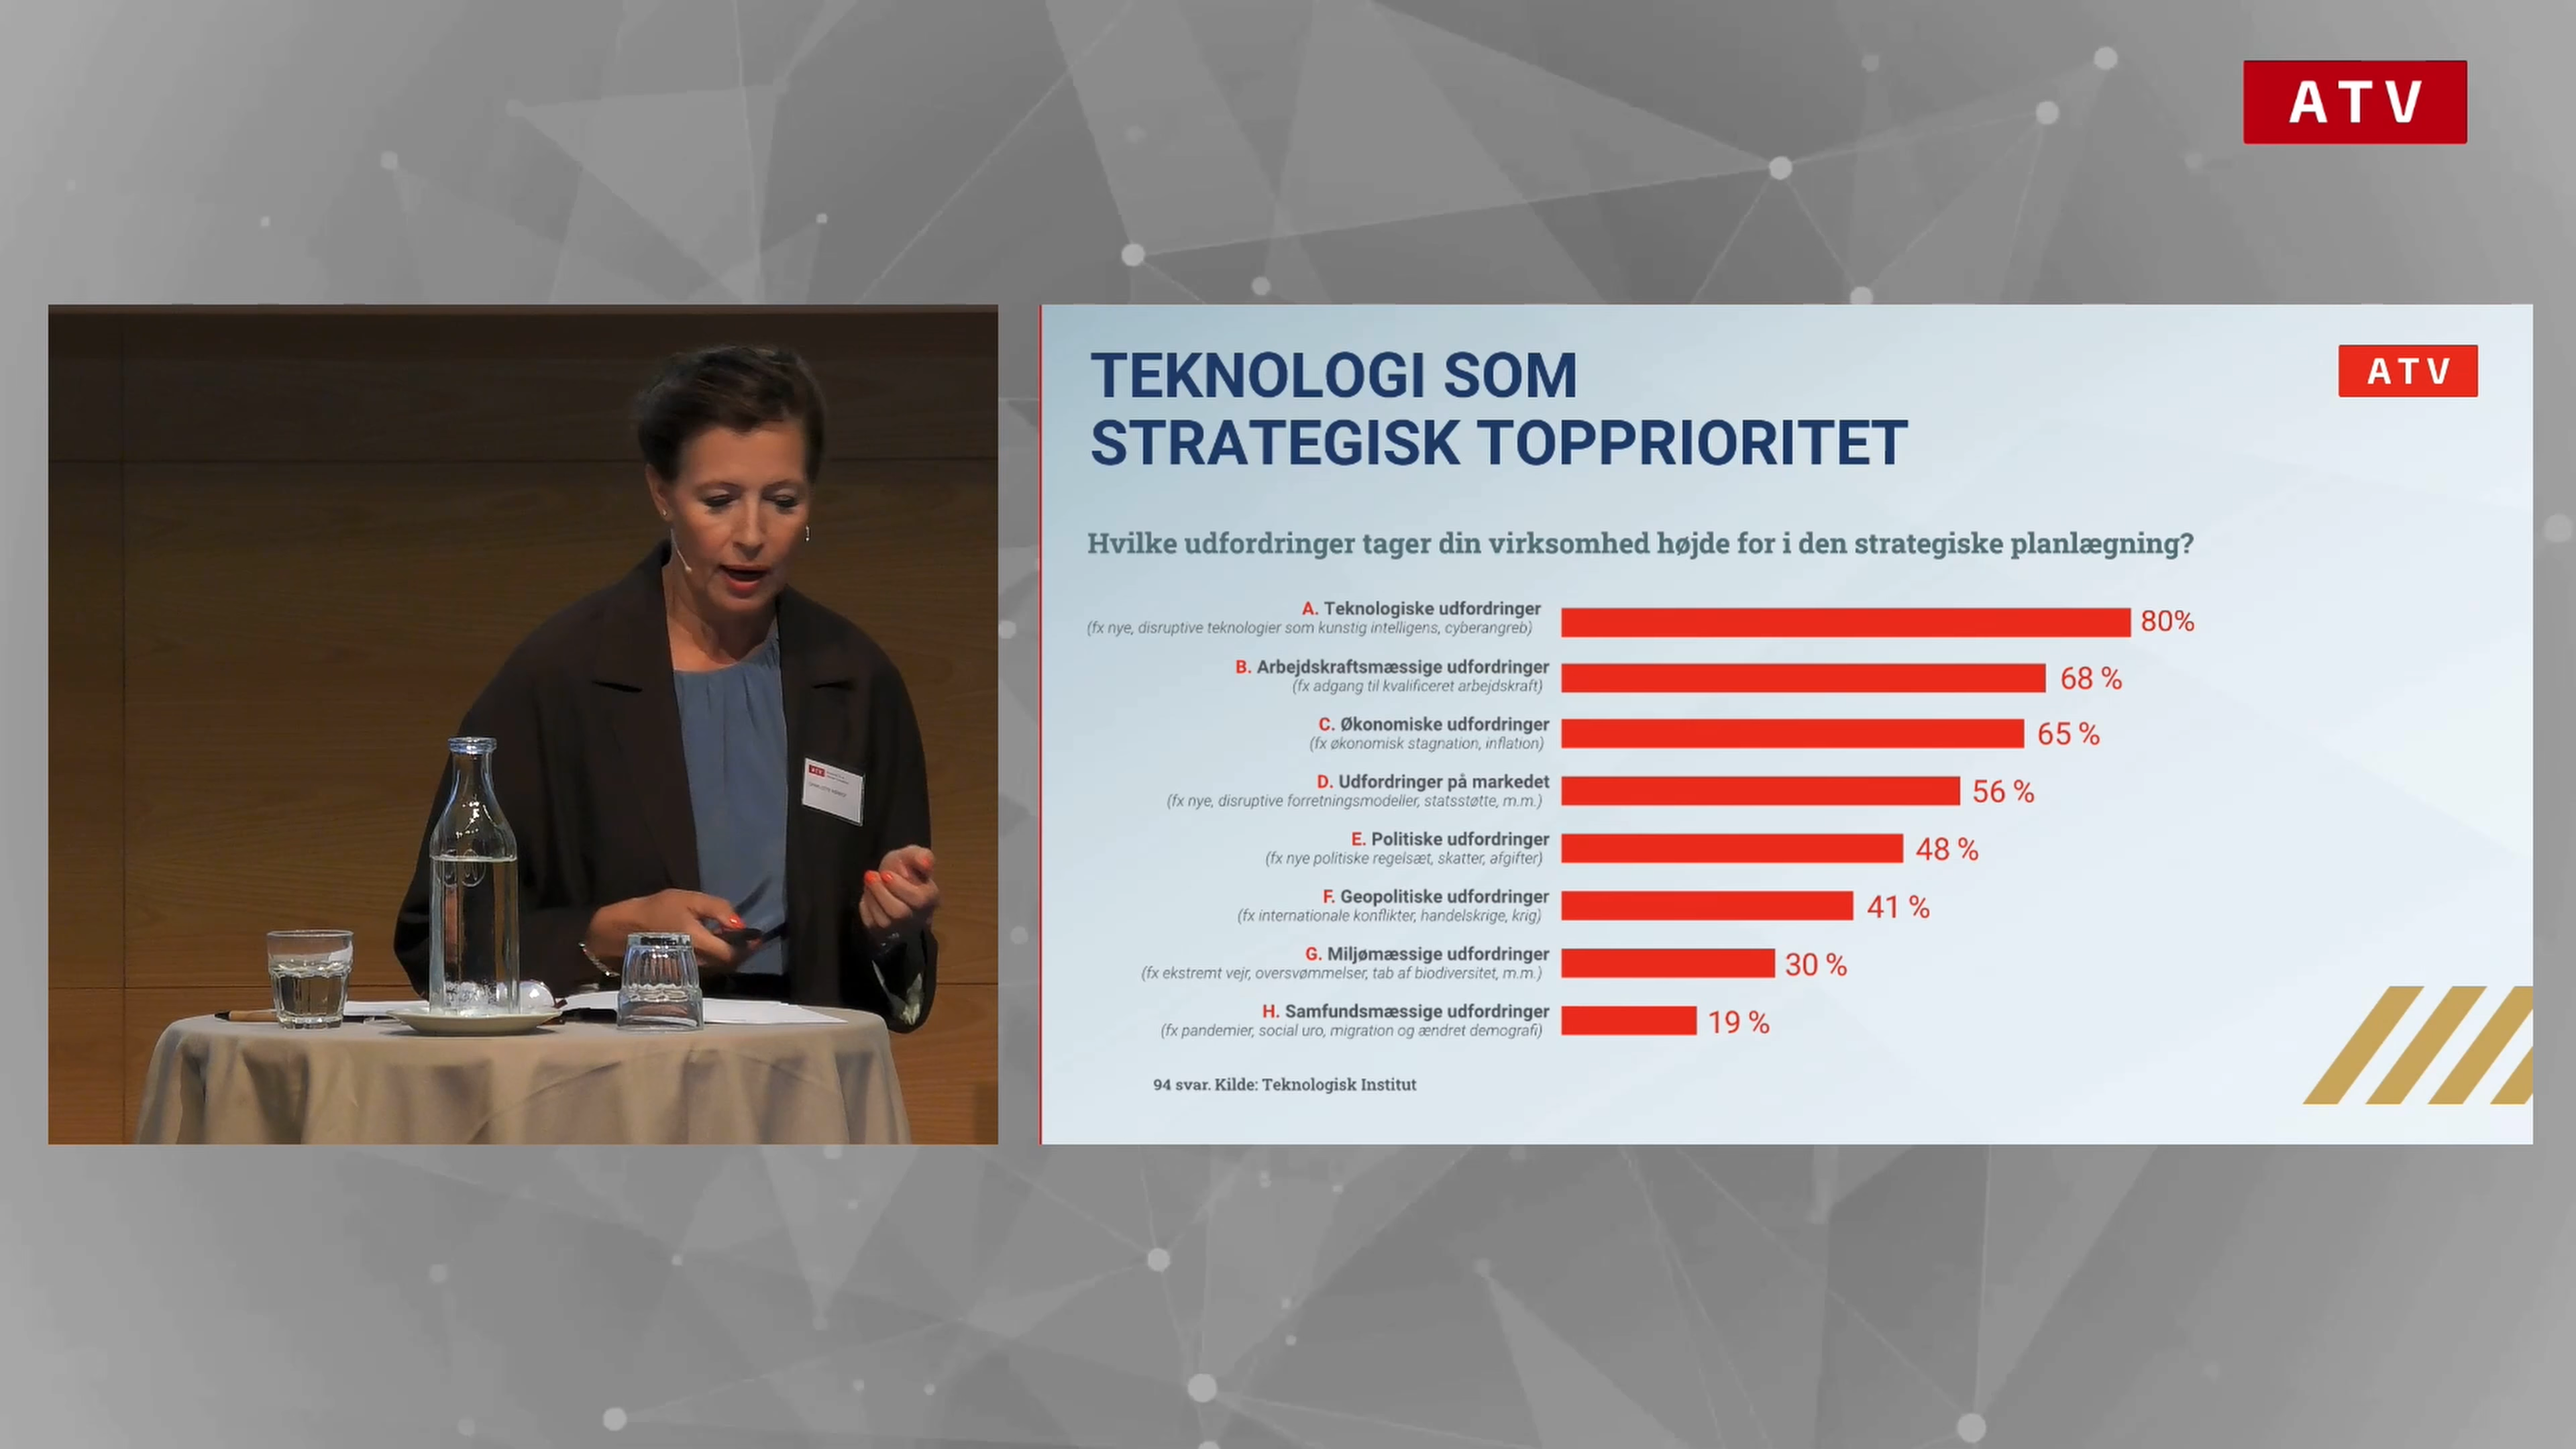 ATV
TEKNOLOGI SOM
STRATEGISK TOPPRIORITET
ATV
Hvilke udfordringer tager din virksomhed højde for i den strategiske planlægning?
A. Teknologiske udfordringer
(fx nye, disruptive teknologier som kunstig intelligens, cyberangreb)
80%
B. Arbejdskraftsmæssige udfordringer
(fx adgang til kvalificeret arbejdskraft)
68 %
C. Økonomiske udfordringer
(fx økonomisk stagnation, inflation)
65 %
D. Udfordringer på markedet
(fx nye, disruptive forretningsmodeller, statsstøtte, m.m.)
56 %
E. Politiske udfordringer
(fx nye politiske regelsæt, skatter, afgifter)
48 %
F. Geopolitiske udfordringer
(fx internationale konflikter, handelskrige, krig)
41 %
G. Miljømæssige udfordringer
(fx ekstremt vejr, oversvømmelser, tab af biodiversitet, m.m.)
30 %
H. Samfundsmæssige udfordringer
(fx pandemier, social uro, migration og ændret demografi)
19 %
94 svar. Kilde: Teknologisk Institut
ATV